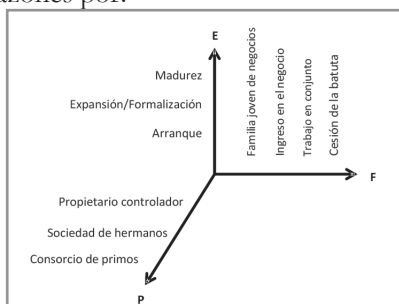 razones por:
E
Madurez
Expansión/Formalización
Arranque
Familia joven de negocios
Ingreso en el negocio
Trabajo en conjunto
Cesión de la batuta
F
Propietario controlador
Sociedad de hermanos
Consorcio de primos
P